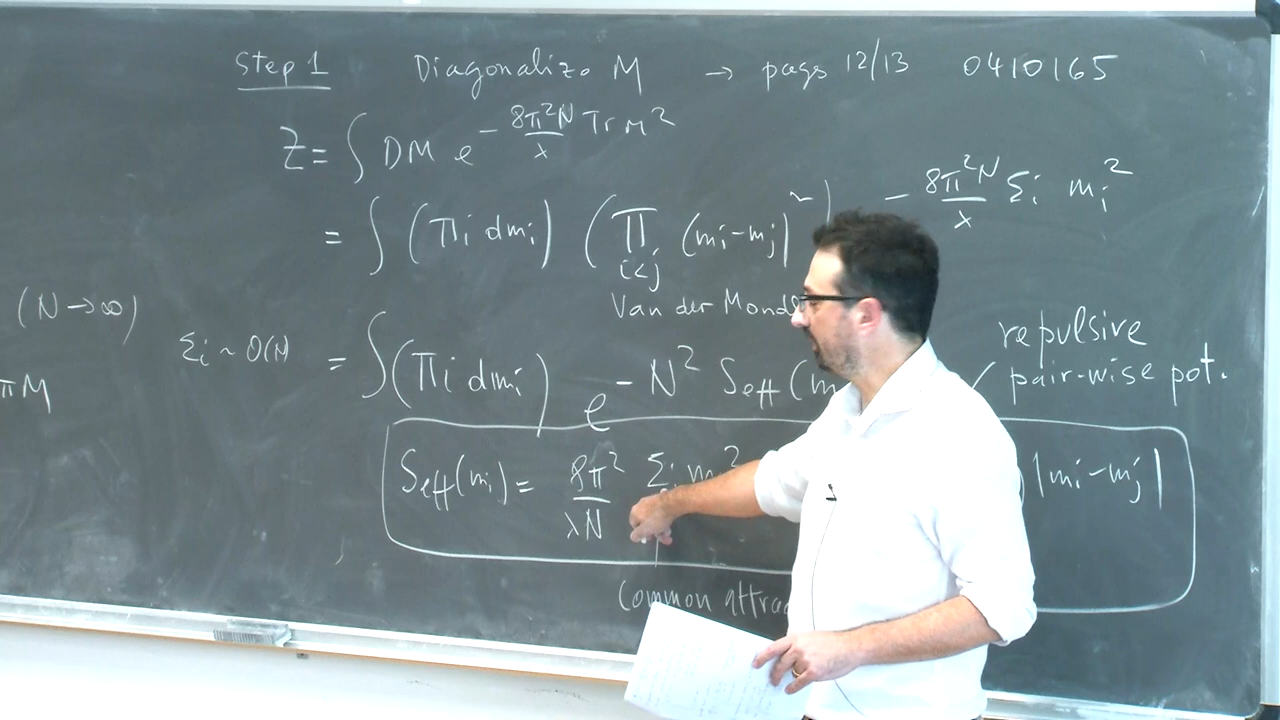 Step 1 Diagonalize M → page 12/13 0410165
Z = ∫ DM e^{- 8π²N/λ Tr M²}
= ∫ (Π_i dm_i) (∏_{i<j} |m_i - m_j|²) - 8π²N/λ Σ_i m_i²
Van der Mond
(N → ∞)
Σ_i ~ O(N) = ∫ (Π_i dm_i) e^{- N² S_eff(m
repulsive
pair-wise pot.
πM
S_eff(m_i) = 8π²/λN Σ_i m_i² |m_i - m_j|
Common